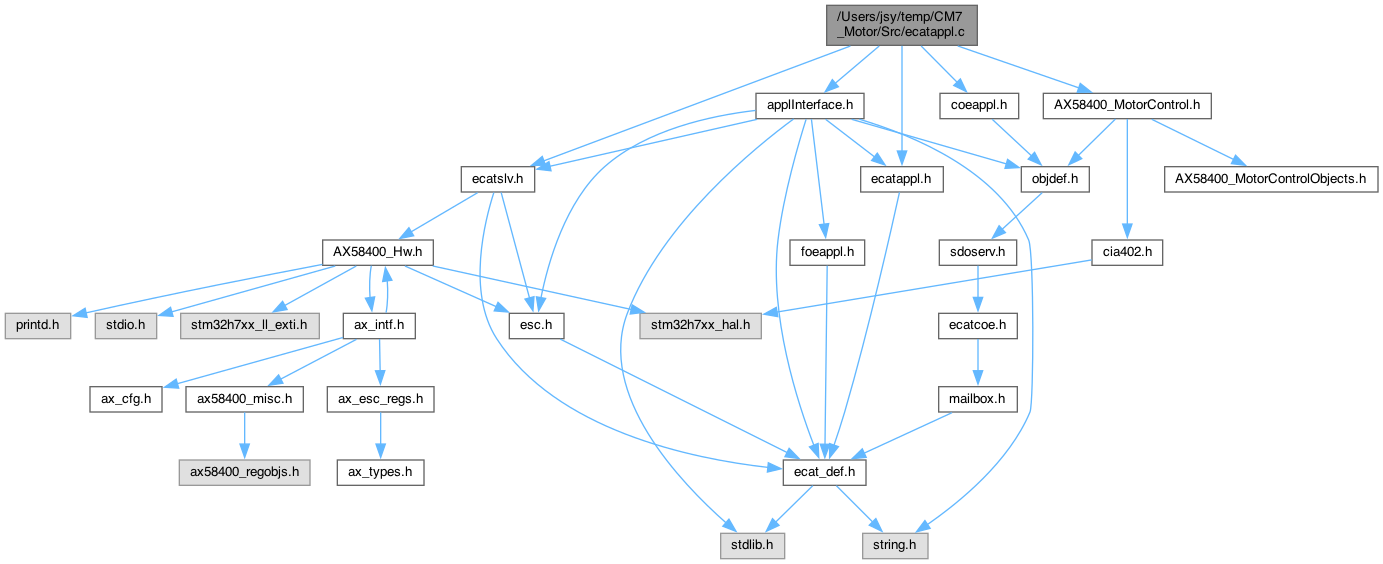 /Users/jsy/temp/CM7
_Motor/Src/ecatappl.c
applInterface.h
coeappl.h
AX58400_MotorControl.h
ecatslv.h
ecatappl.h
objdef.h
AX58400_MotorControlObjects.h
AX58400_Hw.h
foeappl.h
sdoserv.h
cia402.h
printd.h
stdio.h
stm32h7xx_ll_exti.h
ax_intf.h
esc.h
stm32h7xx_hal.h
ecatcoe.h
ax_cfg.h
ax58400_misc.h
ax_esc_regs.h
mailbox.h
ax58400_regobjs.h
ax_types.h
ecat_def.h
stdlib.h
string.h